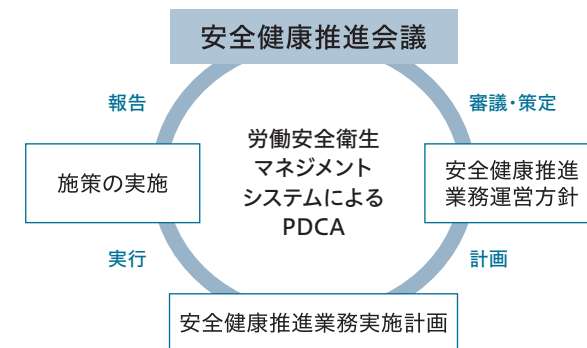 安全健康推進会議
報告
審議・策定
労働安全衛生
マネジメント
システムによる
PDCA
施策の実施
安全健康推進
業務運営方針
実行
計画
安全健康推進業務実施計画